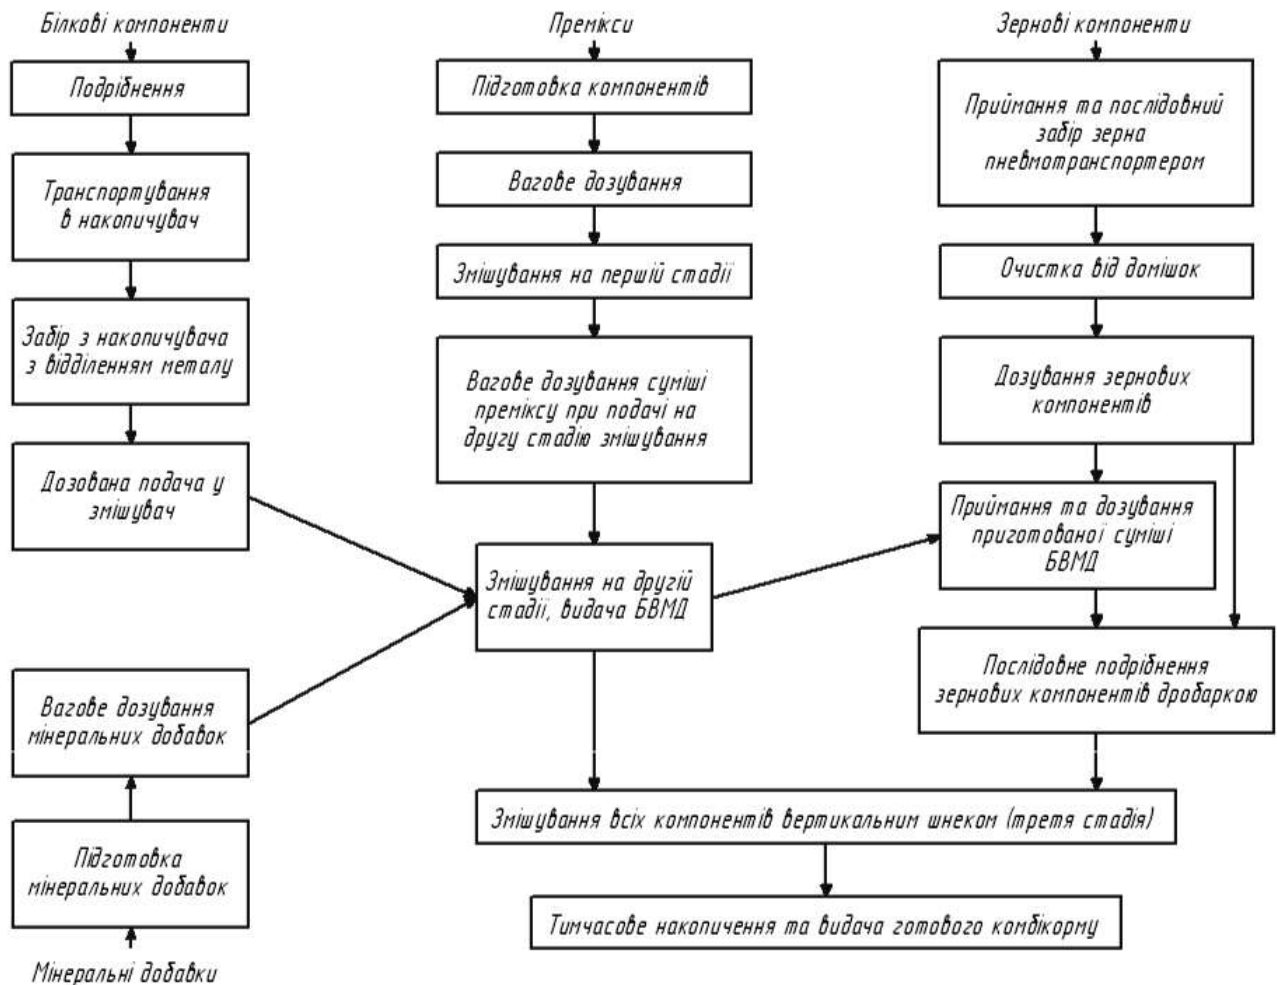 Білкові компоненти
Подрібнення
Транспортування
в накопичувач
Забір з накопичувача
з відділенням металу
Дозована подача у
змішувач
Вагове дозування
мінеральних добавок
Підготовка
мінеральних добавок
Мінеральні добавки
Премікси
Підготовка компонентів
Вагове дозування
Змішування на першій стадії
Вагове дозування суміші
преміксу при подачі на
другу стадію змішування
Змішування на другій
стадії, видача БВМД
Зернові компоненти
Приймання та послідовний
забір зерна
пневмотранспортером
Очистка від домішок
Дозування зернових
компонентів
Приймання та дозування
приготованої суміші
БВМД
Послідовне подрібнення
зернових компонентів дробаркою
Змішування всіх компонентів вертикальним шнеком (третя стадія)
Тимчасове накопичення та видача готового комбікорму